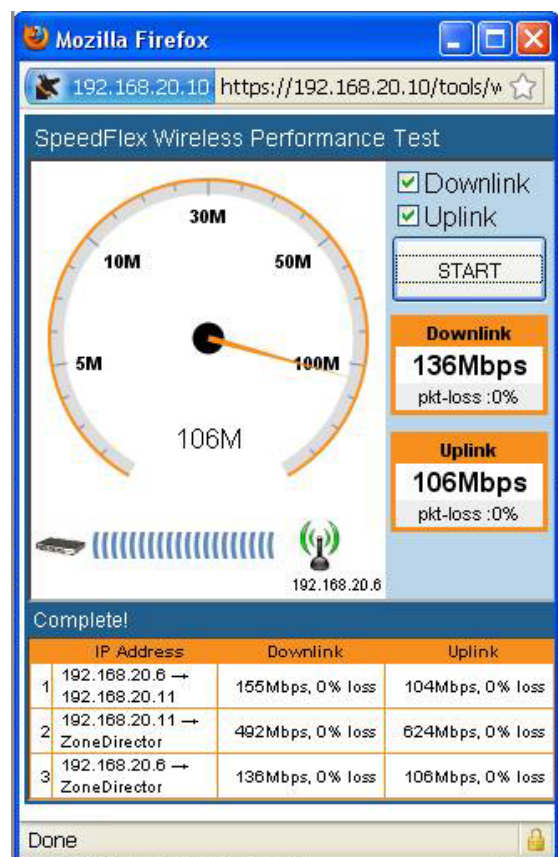 Mozilla Firefox
192.168.20.10 https://192.168.20.10/tools/w
SpeedFlex Wireless Performance Test
Downlink
Uplink
START
30M
10M
50M
5M
100M
106M
Downlink
136Mbps
pkt-loss :0%
Uplink
106Mbps
pkt-loss :0%
192.168.20.6
Complete!
IP Address Downlink Uplink
1 192.168.20.6 → 192.168.20.11 155Mbps, 0% loss 104Mbps, 0% loss
2 192.168.20.11 → ZoneDirector 492Mbps, 0% loss 624Mbps, 0% loss
3 192.168.20.6 → ZoneDirector 136Mbps, 0% loss 106Mbps, 0% loss
Done